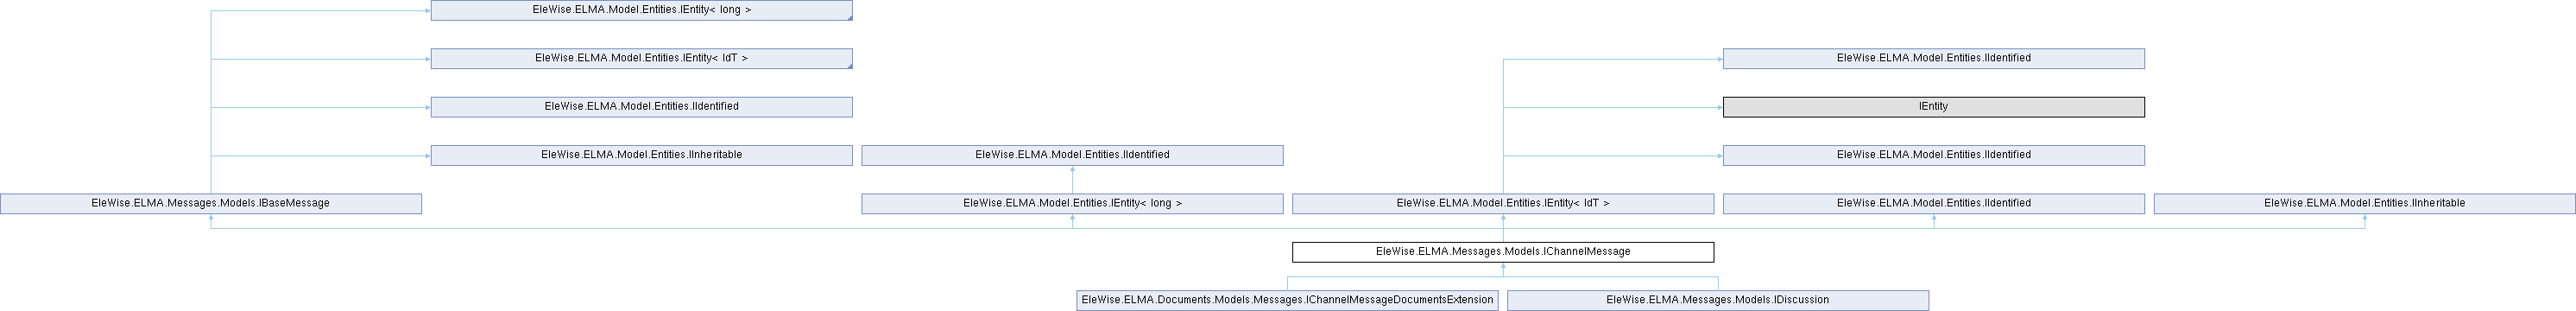 EleWise.ELMA.Model.Entities.IEntity< long >
EleWise.ELMA.Model.Entities.IEntity< IdT >
EleWise.ELMA.Model.Entities.IIdentified
EleWise.ELMA.Model.Entities.IIdentified
IEntity
EleWise.ELMA.Model.Entities.IInheritable
EleWise.ELMA.Model.Entities.IIdentified
EleWise.ELMA.Model.Entities.IIdentified
EleWise.ELMA.Messages.Models.IBaseMessage
EleWise.ELMA.Model.Entities.IEntity< long >
EleWise.ELMA.Model.Entities.IEntity< IdT >
EleWise.ELMA.Model.Entities.IIdentified
EleWise.ELMA.Model.Entities.IInheritable
EleWise.ELMA.Messages.Models.IChannelMessage
EleWise.ELMA.Documents.Models.Messages.IChannelMessageDocumentsExtension
EleWise.ELMA.Messages.Models.IDiscussion